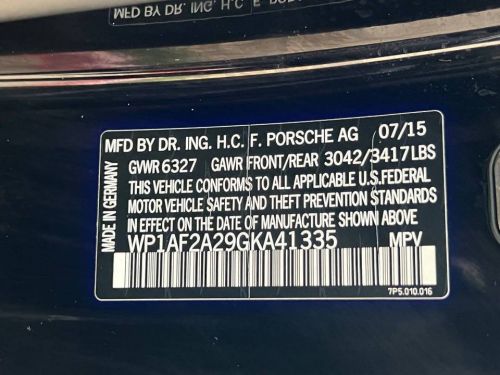 MFD BY DR. ING. H.C. F. PORSCHE AG 07/15
GWR 6327 GAWR FRONT/REAR 3042/3417LBS
THIS VEHICLE CONFORMS TO ALL APPLICABLE U.S.FEDERAL
MOTOR VEHICLE SAFETY AND THEFT PREVENTION STANDARDS
IN EFFECT ON THE DATE OF MANUFACTURE SHOWN ABOVE.
WP1AF2A29GKA41335 MPV
7P5.010.016
MADE IN GERMANY